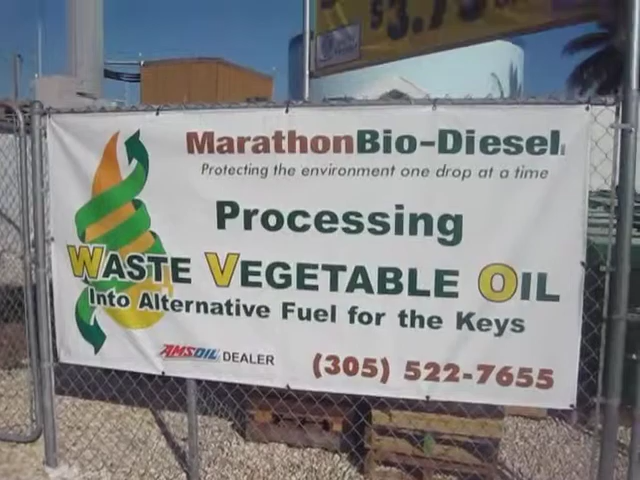 MarathonBio-Diesel
Protecting the environment one drop at a time
Processing
WASTE VEGETABLE OIL
Into Alternative Fuel for the Keys
AMSOIL DEALER
(305) 522-7655